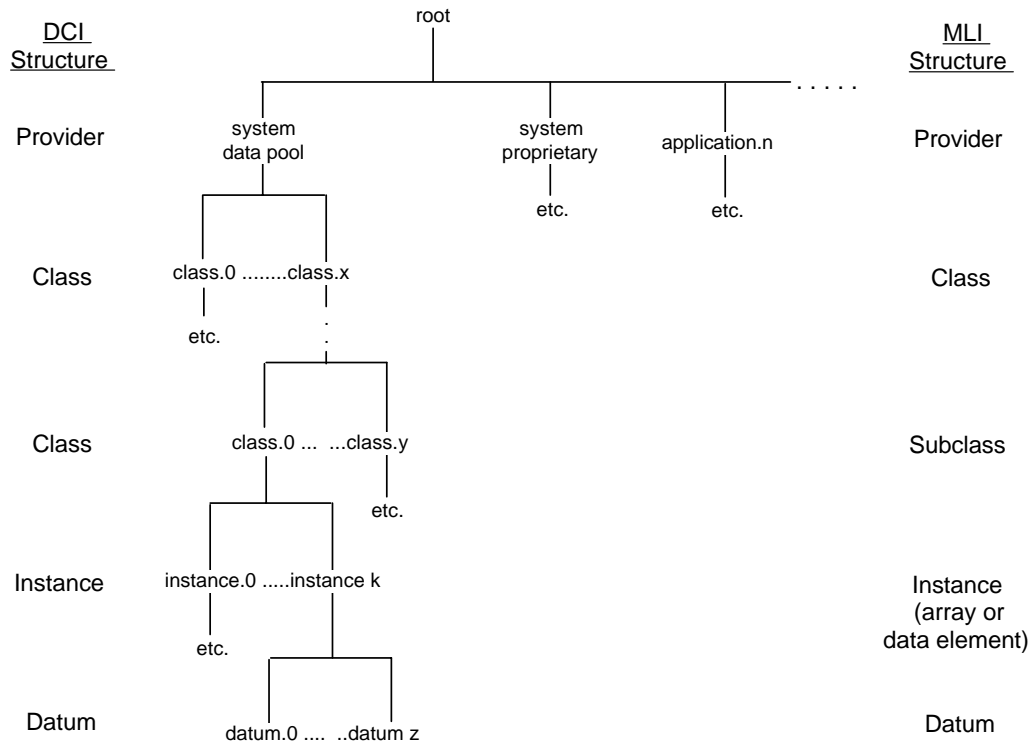 root
DCI
Structure
MLI
Structure
. . . . .
Provider
system
data pool
system
proprietary
application.n
Provider
etc.
etc.
Class
class.0 ........class.x
Class
.
.
etc.
Class
class.0 ... ...class.y
Subclass
etc.
Instance
instance.0 .....instance k
Instance
(array or
data element)
etc.
Datum
datum.0 .... ..datum z
Datum